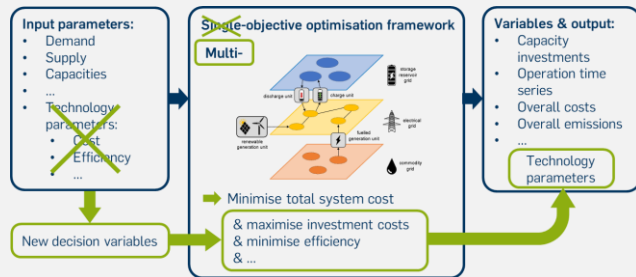 Input parameters:
• Demand
• Supply
• Capacities
• ...
• Technology
parameters:
• Cost
• Efficiency
• ...
New decision variables
Single-objective optimisation framework
Multi-
storage
reservoir
grid
discharge unit
charge unit
renewable
generation unit
electrical
grid
fuelled
generation unit
commodity
grid
Minimise total system cost
& maximise investment costs
& minimise efficiency
& ...
Variables & output:
• Capacity
investments
• Operation time
series
• Overall costs
• Overall emissions
• ...
Technology
parameters